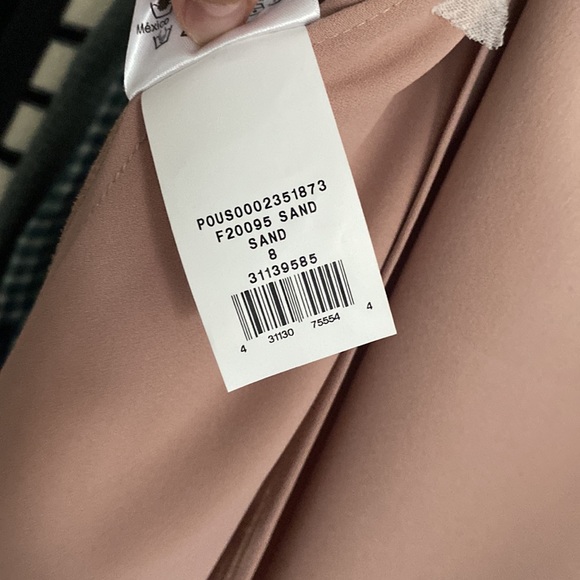 México
POUS0002351873
F20095 SAND
SAND
8
31139585
4 31130 75554 4